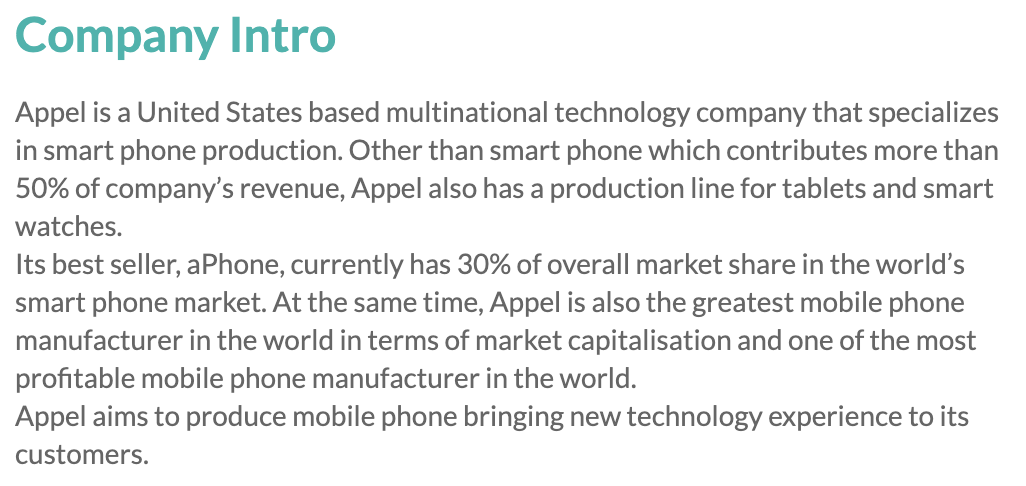 Company Intro
Appel is a United States based multinational technology company that specializes
in smart phone production. Other than smart phone which contributes more than
50% of company’s revenue, Appel also has a production line for tablets and smart
watches.
Its best seller, aPhone, currently has 30% of overall market share in the world’s
smart phone market. At the same time, Appel is also the greatest mobile phone
manufacturer in the world in terms of market capitalisation and one of the most
profitable mobile phone manufacturer in the world.
Appel aims to produce mobile phone bringing new technology experience to its
customers.